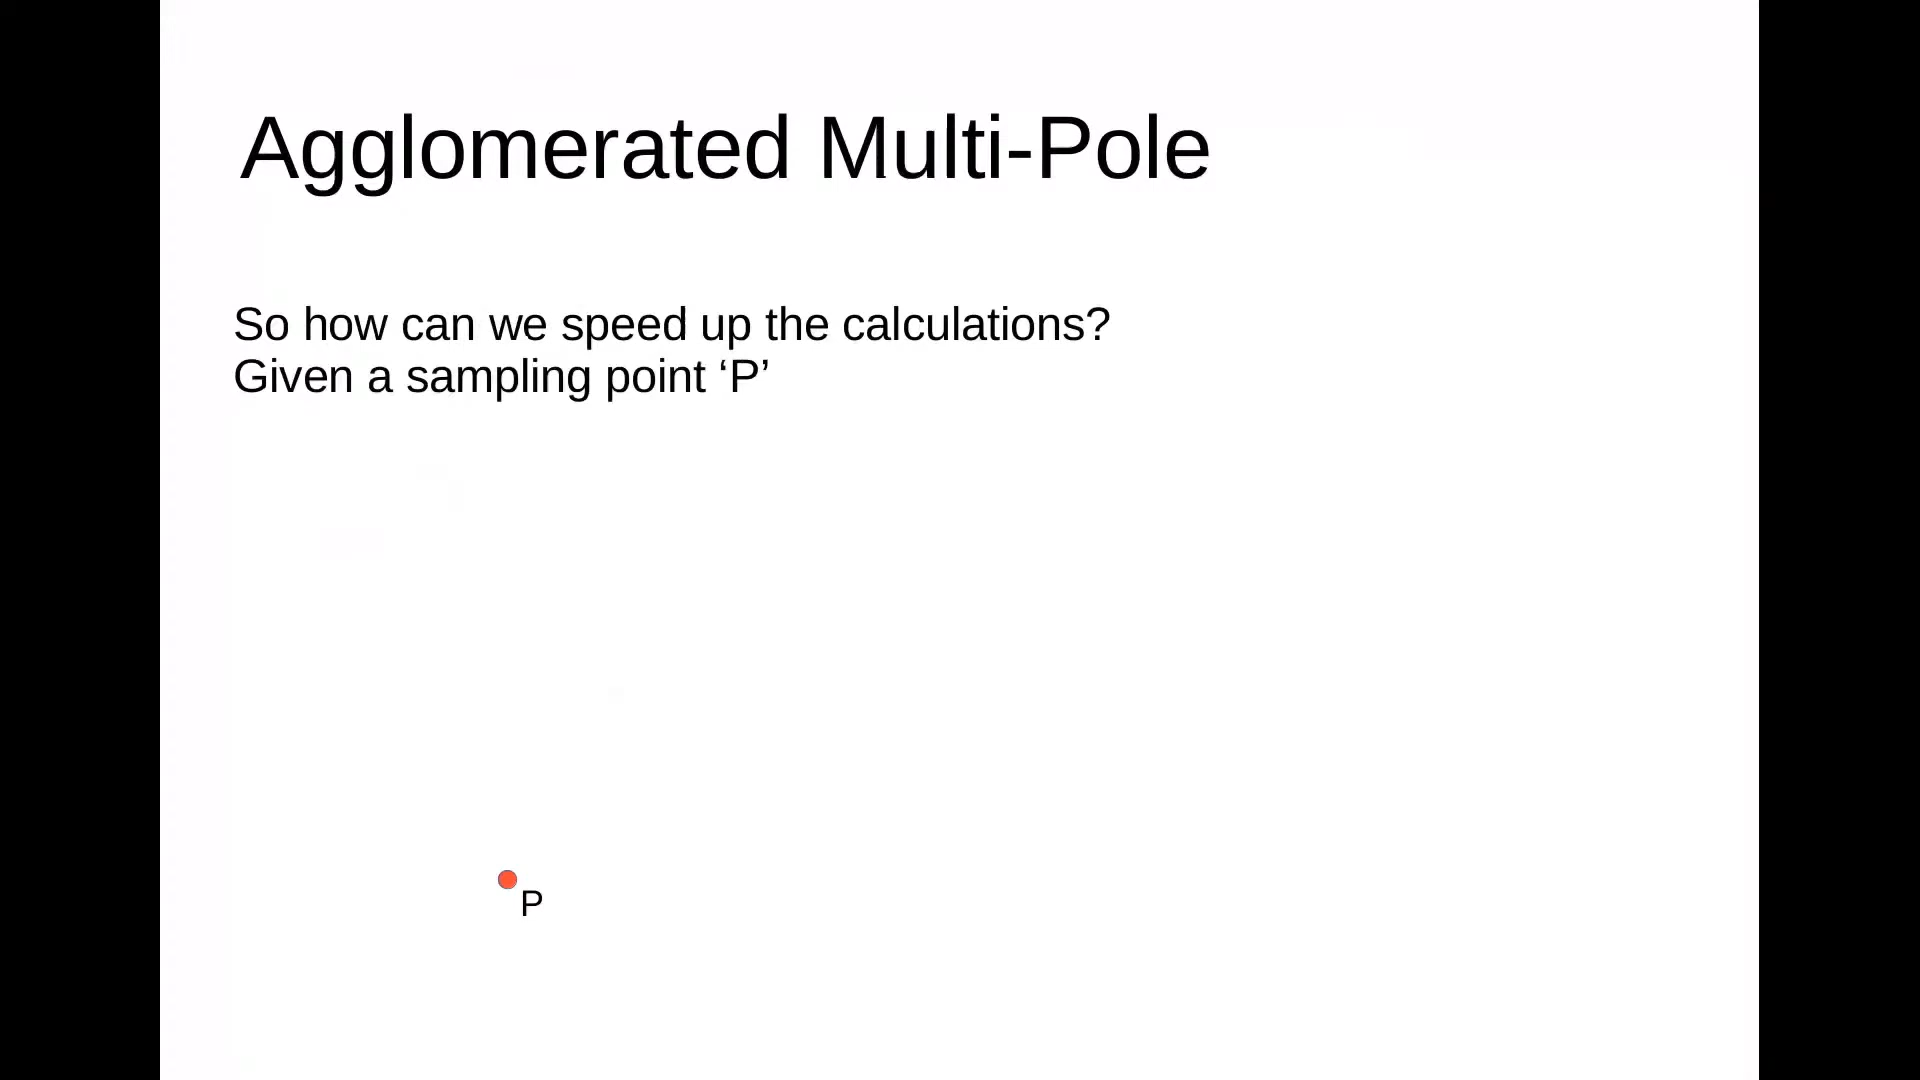 Agglomerated Multi-Pole
So how can we speed up the calculations?
Given a sampling point ‘P’
P